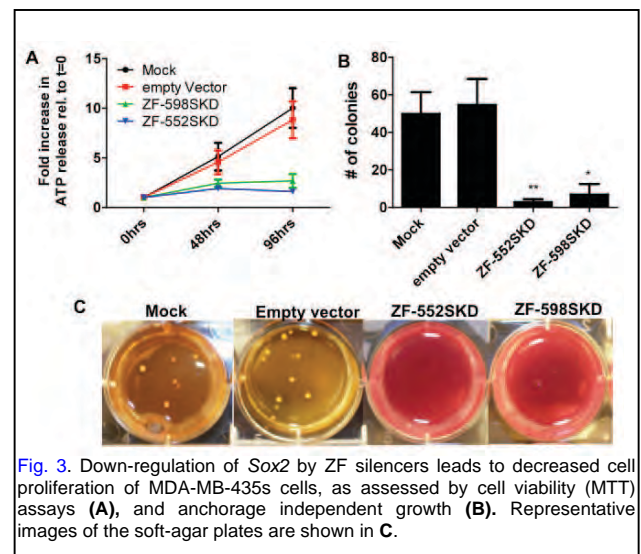 A
Fold increase in
ATP release rel. to t=0
15
10
5
0
Mock
empty Vector
ZF-598SKD
ZF-552SKD
0hrs
48hrs
96hrs
B
# of colonies
80
60
40
20
0
**
*
Mock
empty vector
ZF-552SKD
ZF-598SKD
C
Mock
Empty vector
ZF-552SKD
ZF-598SKD
Fig. 3. Down-regulation of Sox2 by ZF silencers leads to decreased cell
proliferation of MDA-MB-435s cells, as assessed by cell viability (MTT)
assays (A), and anchorage independent growth (B). Representative
images of the soft-agar plates are shown in C.